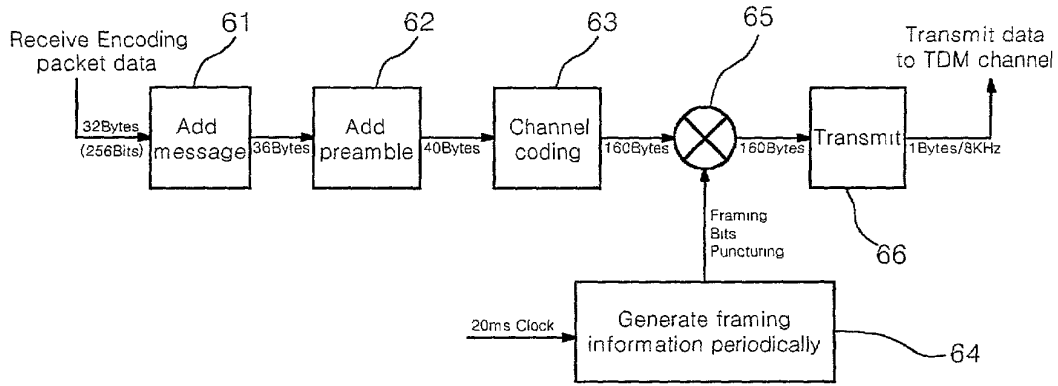 61
62
63
65
Receive Encoding
packet data
Transmit data
to TDM channel
32Bytes
(256Bits)
Add
message
36Bytes
Add
preamble
40Bytes
Channel
coding
160Bytes
160Bytes
Transmit
1Bytes/8KHz
Framing
Bits
Puncturing
66
20ms Clock
Generate framing
information periodically
64